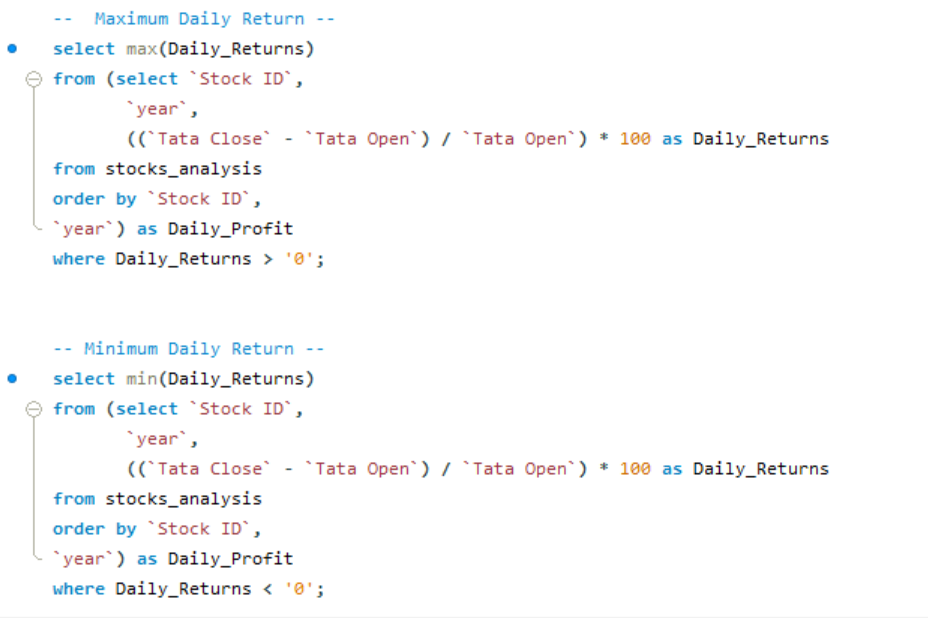 --  Maximum Daily Return --
select max(Daily_Returns)
from (select `Stock ID`,
`year`,
((`Tata Close` - `Tata Open`) / `Tata Open`) * 100 as Daily_Returns
from stocks_analysis
order by `Stock ID`,
`year`) as Daily_Profit
where Daily_Returns > '0';
-- Minimum Daily Return --
select min(Daily_Returns)
from (select `Stock ID`,
`year`,
((`Tata Close` - `Tata Open`) / `Tata Open`) * 100 as Daily_Returns
from stocks_analysis
order by `Stock ID`,
`year`) as Daily_Profit
where Daily_Returns < '0';